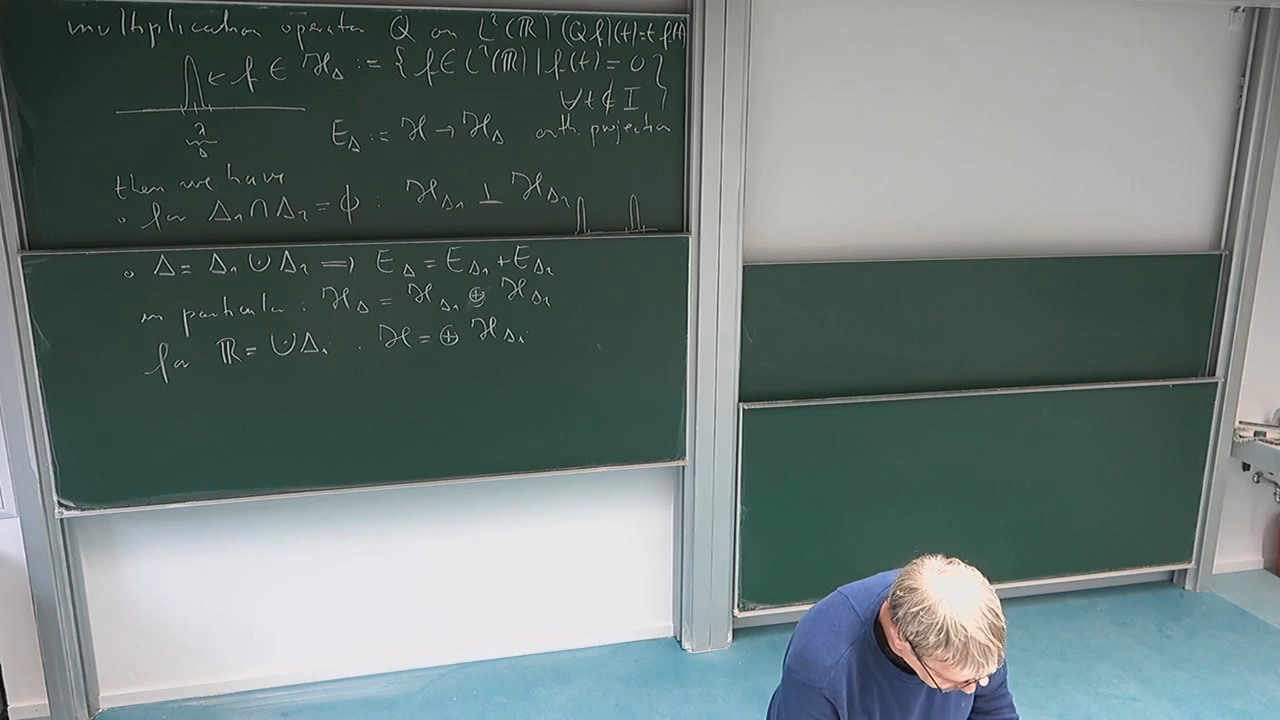 multiplication operator Q on L²(ℝ) (Qf)(t)=t f(t)
← f ∈ ℋ_Δ := { f ∈ L²(ℝ) | f(t) = 0
∀ t ∉ I }
λ
Δ
E_Δ := ℋ → ℋ_Δ orth. projection
then we have
∘ for Δ₁ ∩ Δ₂ = ϕ : ℋ_Δ₁ ⊥ ℋ_Δ₂
∘ Δ = Δ₁ ⊍ Δ₂ ⟹ E_Δ = E_Δ₁ + E_Δ₂
in particular : ℋ_Δ = ℋ_Δ₁ ⊕ ℋ_Δ₂
for ℝ = ⊍ Δᵢ : ℋ = ⊕ ℋ_Δᵢ